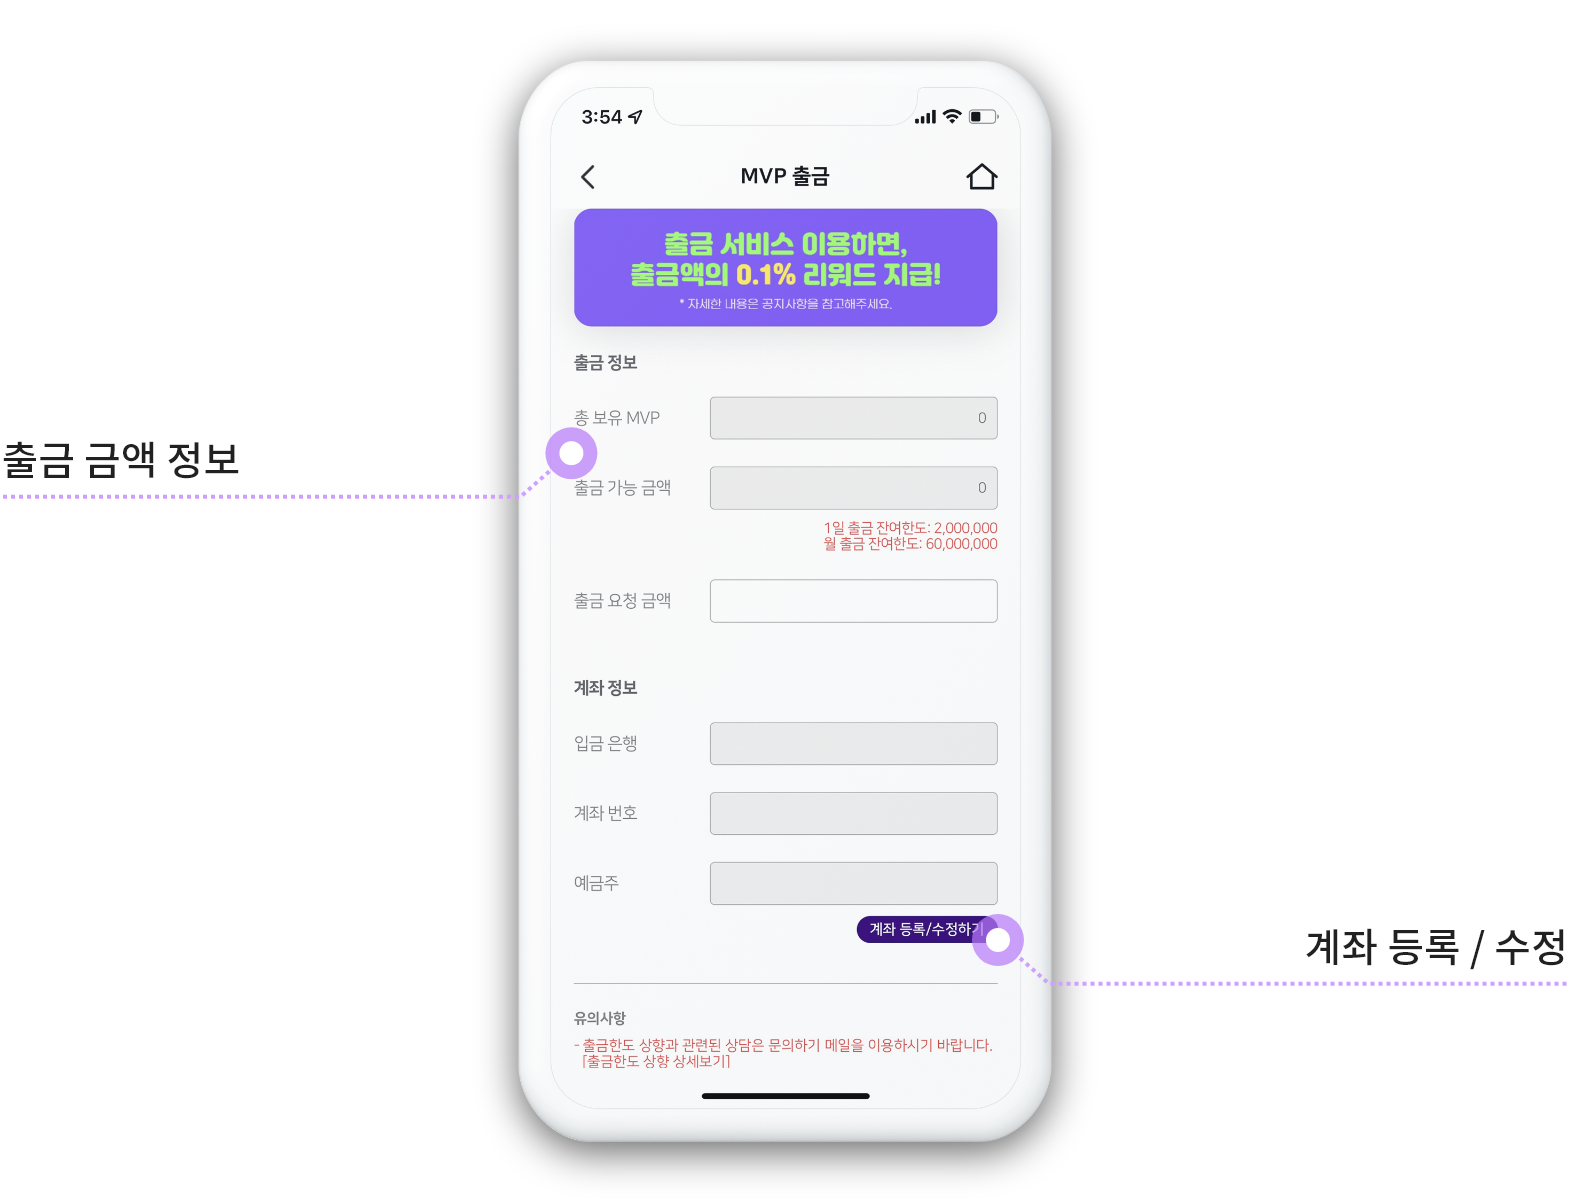 3:54
MVP 출금
출금 서비스 이용하면,
출금액의 0.1% 리워드 지급!
* 자세한 내용은 공지사항을 참고해주세요.
출금 정보
총 보유 MVP 0
출금 금액 정보
출금 가능 금액 0
1일 출금 잔여한도: 2,000,000
월 출금 잔여한도: 60,000,000
출금 요청 금액
계좌 정보
입금 은행
계좌 번호
예금주
계좌 등록/수정하기
계좌 등록 / 수정
유의사항
- 출금한도 상향과 관련된 상담은 문의하기 메일을 이용하시기 바랍니다.
[출금한도 상향 상세보기]